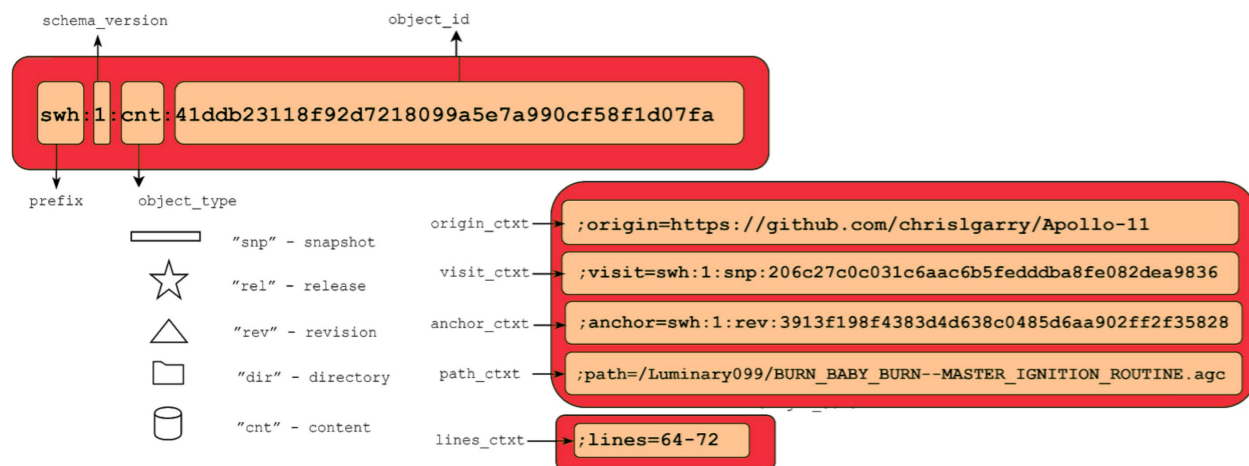 schema_version
object_id
swh:1:cnt:41ddb23118f92d7218099a5e7a990cf58f1d07fa
prefix
object_type
"snp" - snapshot
"rel" - release
"rev" - revision
"dir" - directory
"cnt" - content
origin_ctxt
;origin=https://github.com/chrislgarry/Apollo-11
visit_ctxt
;visit=swh:1:snp:206c27c0c031c6aac6b5fedddba8fe082dea9836
anchor_ctxt
;anchor=swh:1:rev:3913f198f4383d4d638c0485d6aa902ff2f35828
path_ctxt
;path=/Luminary099/BURN_BABY_BURN--MASTER_IGNITION_ROUTINE.agc
lines_ctxt
;lines=64-72